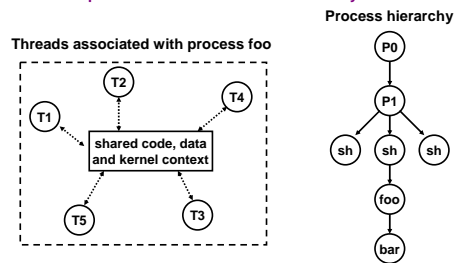 Process hierarchy
Threads associated with process foo
P0
T2
T4
T1
P1
shared code, data
and kernel context
sh sh sh
foo
T5
T3
bar